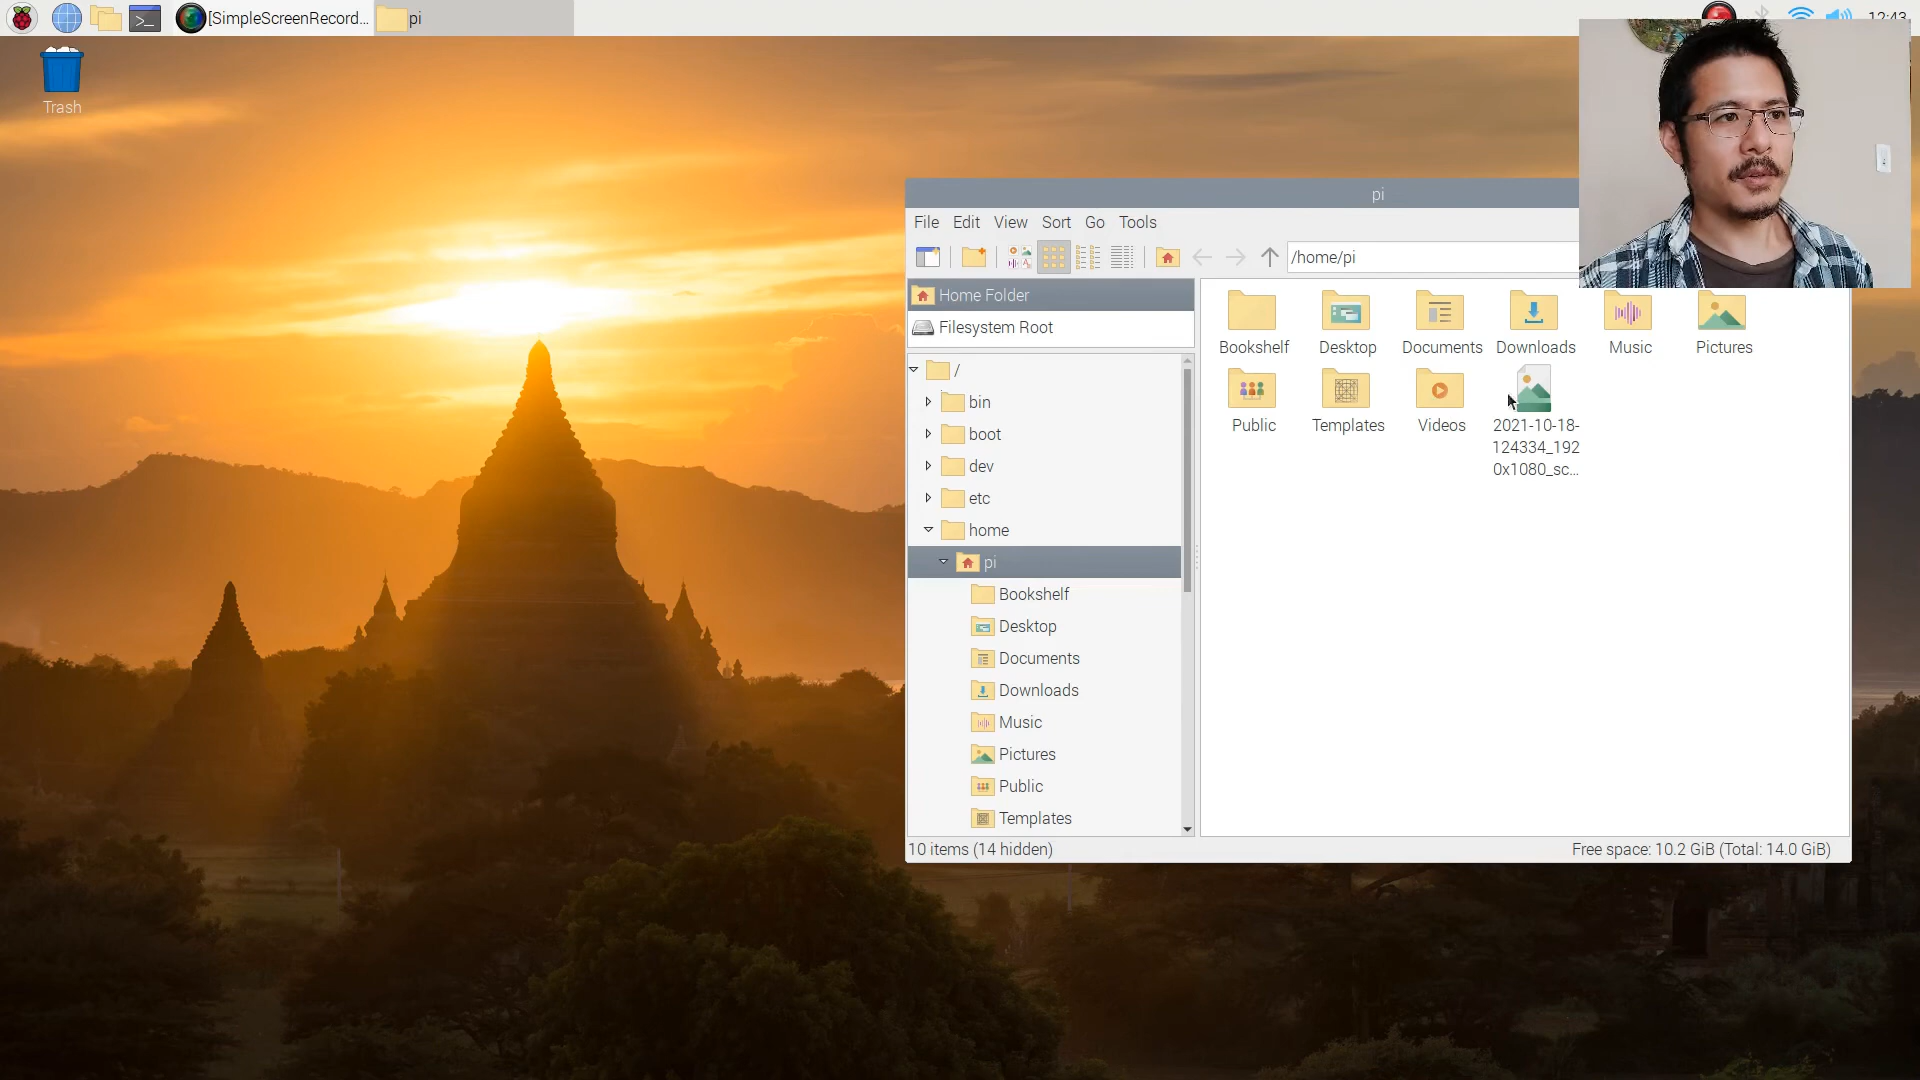 [SimpleScreenRecord...
pi
12:43
Trash
pi
File Edit View Sort Go Tools
/home/pi
Home Folder
Filesystem Root
/
bin
boot
dev
etc
home
pi
Bookshelf
Desktop
Documents
Downloads
Music
Pictures
Public
Templates
Bookshelf Desktop Documents Downloads Music Pictures
Public Templates Videos 2021-10-18-
124334_192
0x1080_sc...
10 items (14 hidden)
Free space: 10.2 GiB (Total: 14.0 GiB)